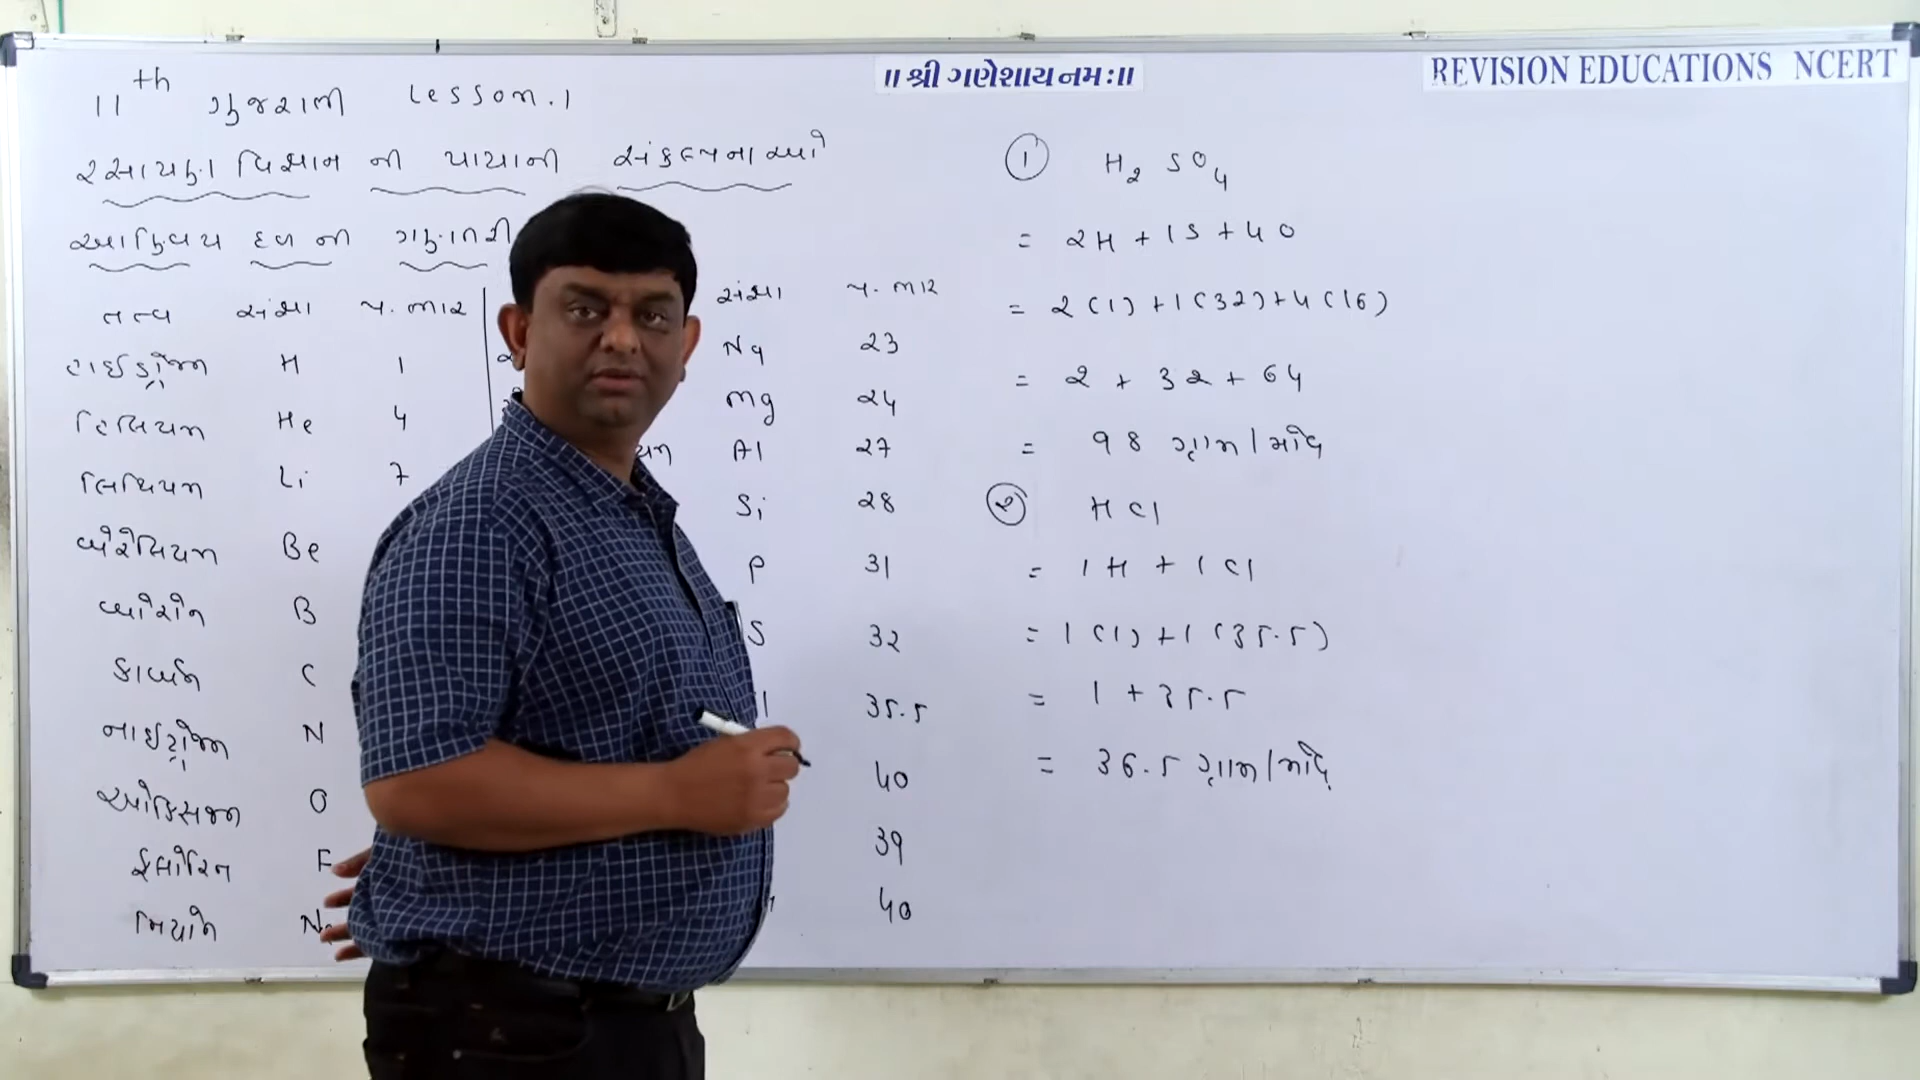 ॥ શ્રી ગણેશાય નમઃ ॥
REVISION EDUCATIONS NCERT
11th ગુજરાતી Lesson.1
રસાયણ વિજ્ઞાન ની પાયાની સંકલ્પનાઓ
આણ્વિય દળ ની ગણતરી
તત્વ સંજ્ઞા પ. ભાર
હાઈડ્રોજન H 1
હિલિયમ He 4
લિથિયમ Li 7
બેરેલિયમ Be
બોરોન B
કાર્બન C
નાઈટ્રોજન N
ઓક્સિજન O
ફ્લોરિન F
નિયોન Ne
સંજ્ઞા પ. ભાર
Na 23
Mg 24
Al 27
Si 28
P 31
S 32
35.5
40
39
40
① H2SO4
= 2H + 1S + 4O
= 2(1) + 1(32) + 4(16)
= 2 + 32 + 64
= 98 ગ્રામ/મોલ
② HCl
= 1H + 1Cl
= 1(1) + 1(35.5)
= 1 + 35.5
= 36.5 ગ્રામ/મોલ